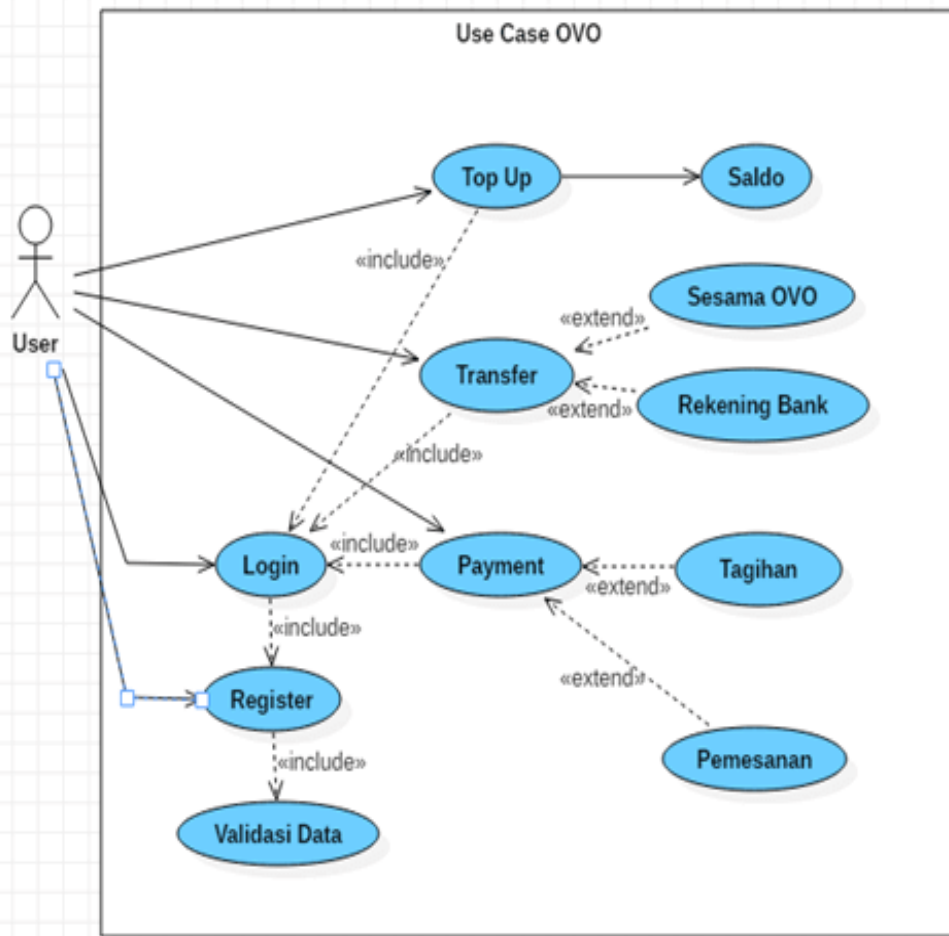 Use Case OVO
Top Up
Saldo
«include»
Sesama OVO
«extend»
User
Transfer
Rekening Bank
«extend»
«include»
«include»
Login
Payment
Tagihan
«extend»
«include»
«extend»
Register
Pemesanan
«include»
Validasi Data